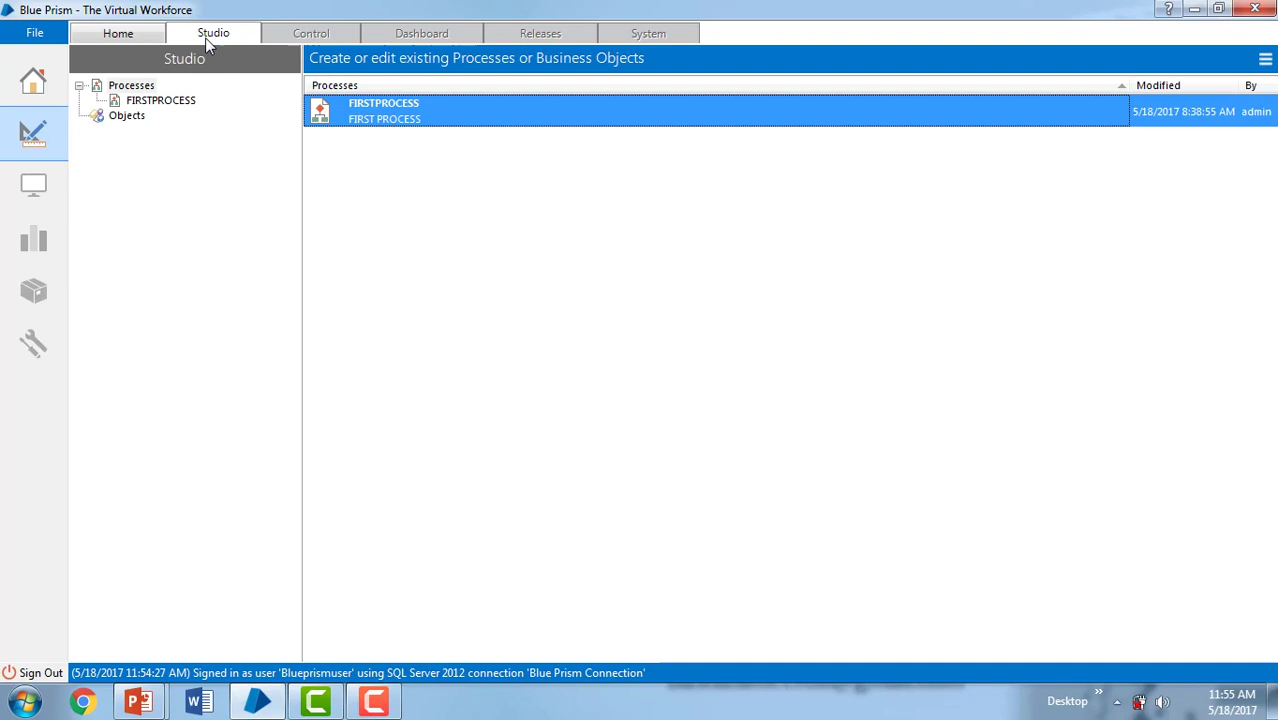 Blue Prism - The Virtual Workforce
File
Home
Studio
Control
Dashboard
Releases
System
Studio
Create or edit existing Processes or Business Objects
Processes
FIRSTPROCESS
Objects
Processes
Modified
By
FIRSTPROCESS
FIRST PROCESS
5/18/2017 8:38:55 AM
admin
Sign Out
(5/18/2017 11:54:27 AM) Signed in as user 'Blueprismuser' using SQL Server 2012 connection 'Blue Prism Connection'
Desktop
11:55 AM
5/18/2017